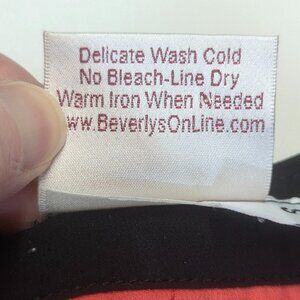 Delicate Wash Cold
No Bleach-Line Dry
Warm Iron When Needed
www.BeverlysOnLine.com